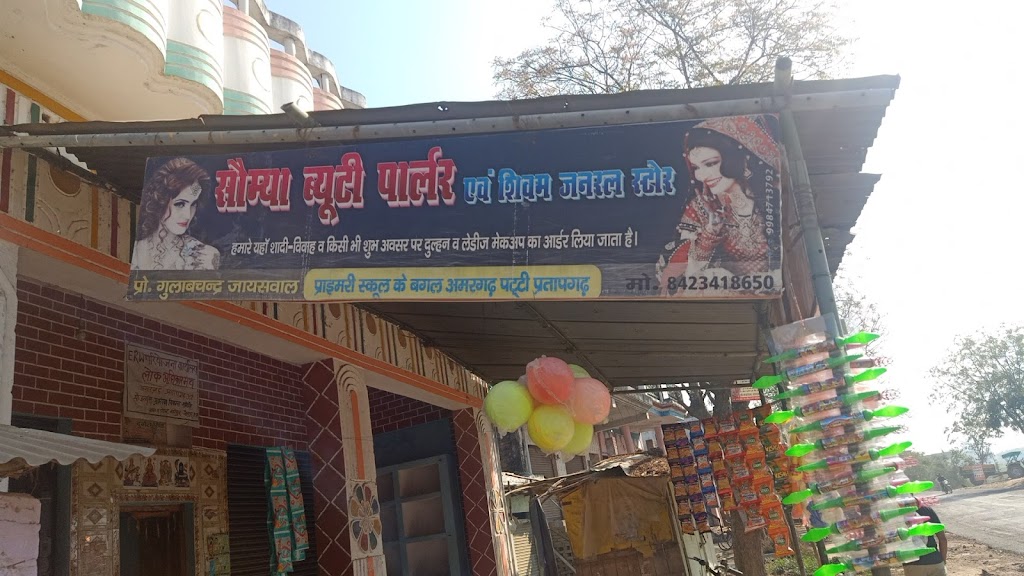 सौम्या ब्यूटी पार्लर एवं शिवम जनरल स्टोर
हमारे यहाँ शादी-विवाह व किसी भी शुभ अवसर पर दुल्हन व लेडीज मेकअप का आर्डर लिया जाता है।
प्रो. गुलाबचन्द्र जायसवाल
प्राइमरी स्कूल के बगल अमरगढ़ पट्टी प्रतापगढ़
मो. 8423418650